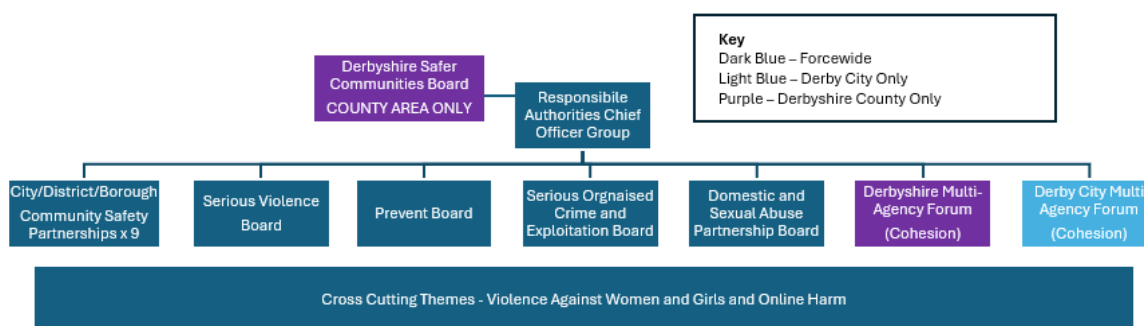 Key
Dark Blue – Forcewide
Light Blue – Derby City Only
Purple – Derbyshire County Only
Derbyshire Safer
Communities Board
COUNTY AREA ONLY
Responsibile
Authorities Chief
Officer Group
City/District/Borough
Community Safety
Partnerships x 9
Serious Violence
Board
Prevent Board
Serious Orgnaised
Crime and
Exploitation Board
Domestic and
Sexual Abuse
Partnership Board
Derbyshire Multi-
Agency Forum
(Cohesion)
Derby City Multi
Agency Forum
(Cohesion)
Cross Cutting Themes - Violence Against Women and Girls and Online Harm